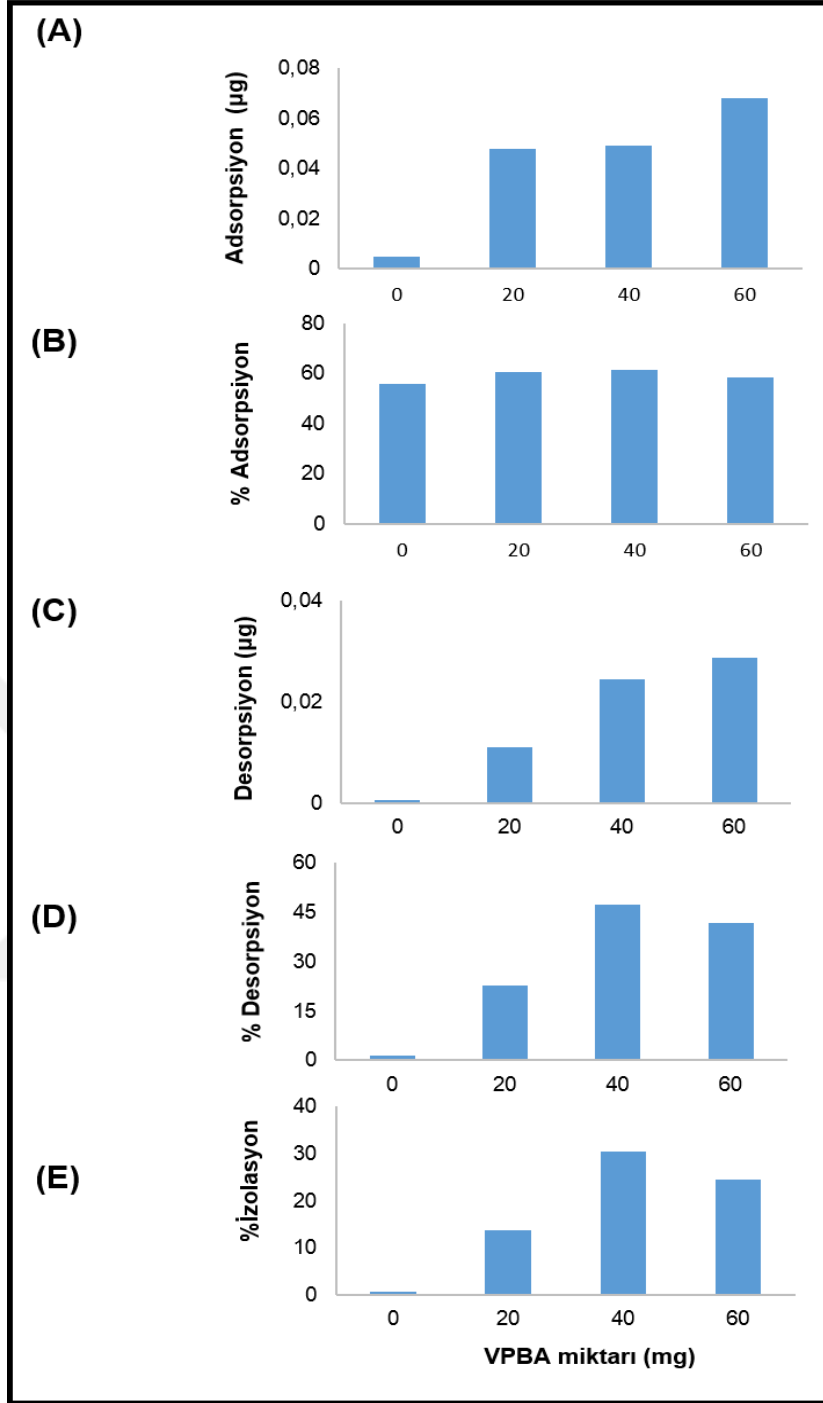 (A)
Adsorpsiyon (µg)
0,08
0,06
0,04
0,02
0
0 20 40 60
(B)
% Adsorpsiyon
80
60
40
20
0
0 20 40 60
(C)
Desorpsiyon (µg)
0,04
0,02
0
0 20 40 60
(D)
% Desorpsiyon
60
45
30
15
0
0 20 40 60
(E)
%izolasyon
40
30
20
10
0
0 20 40 60
VPBA miktarı (mg)